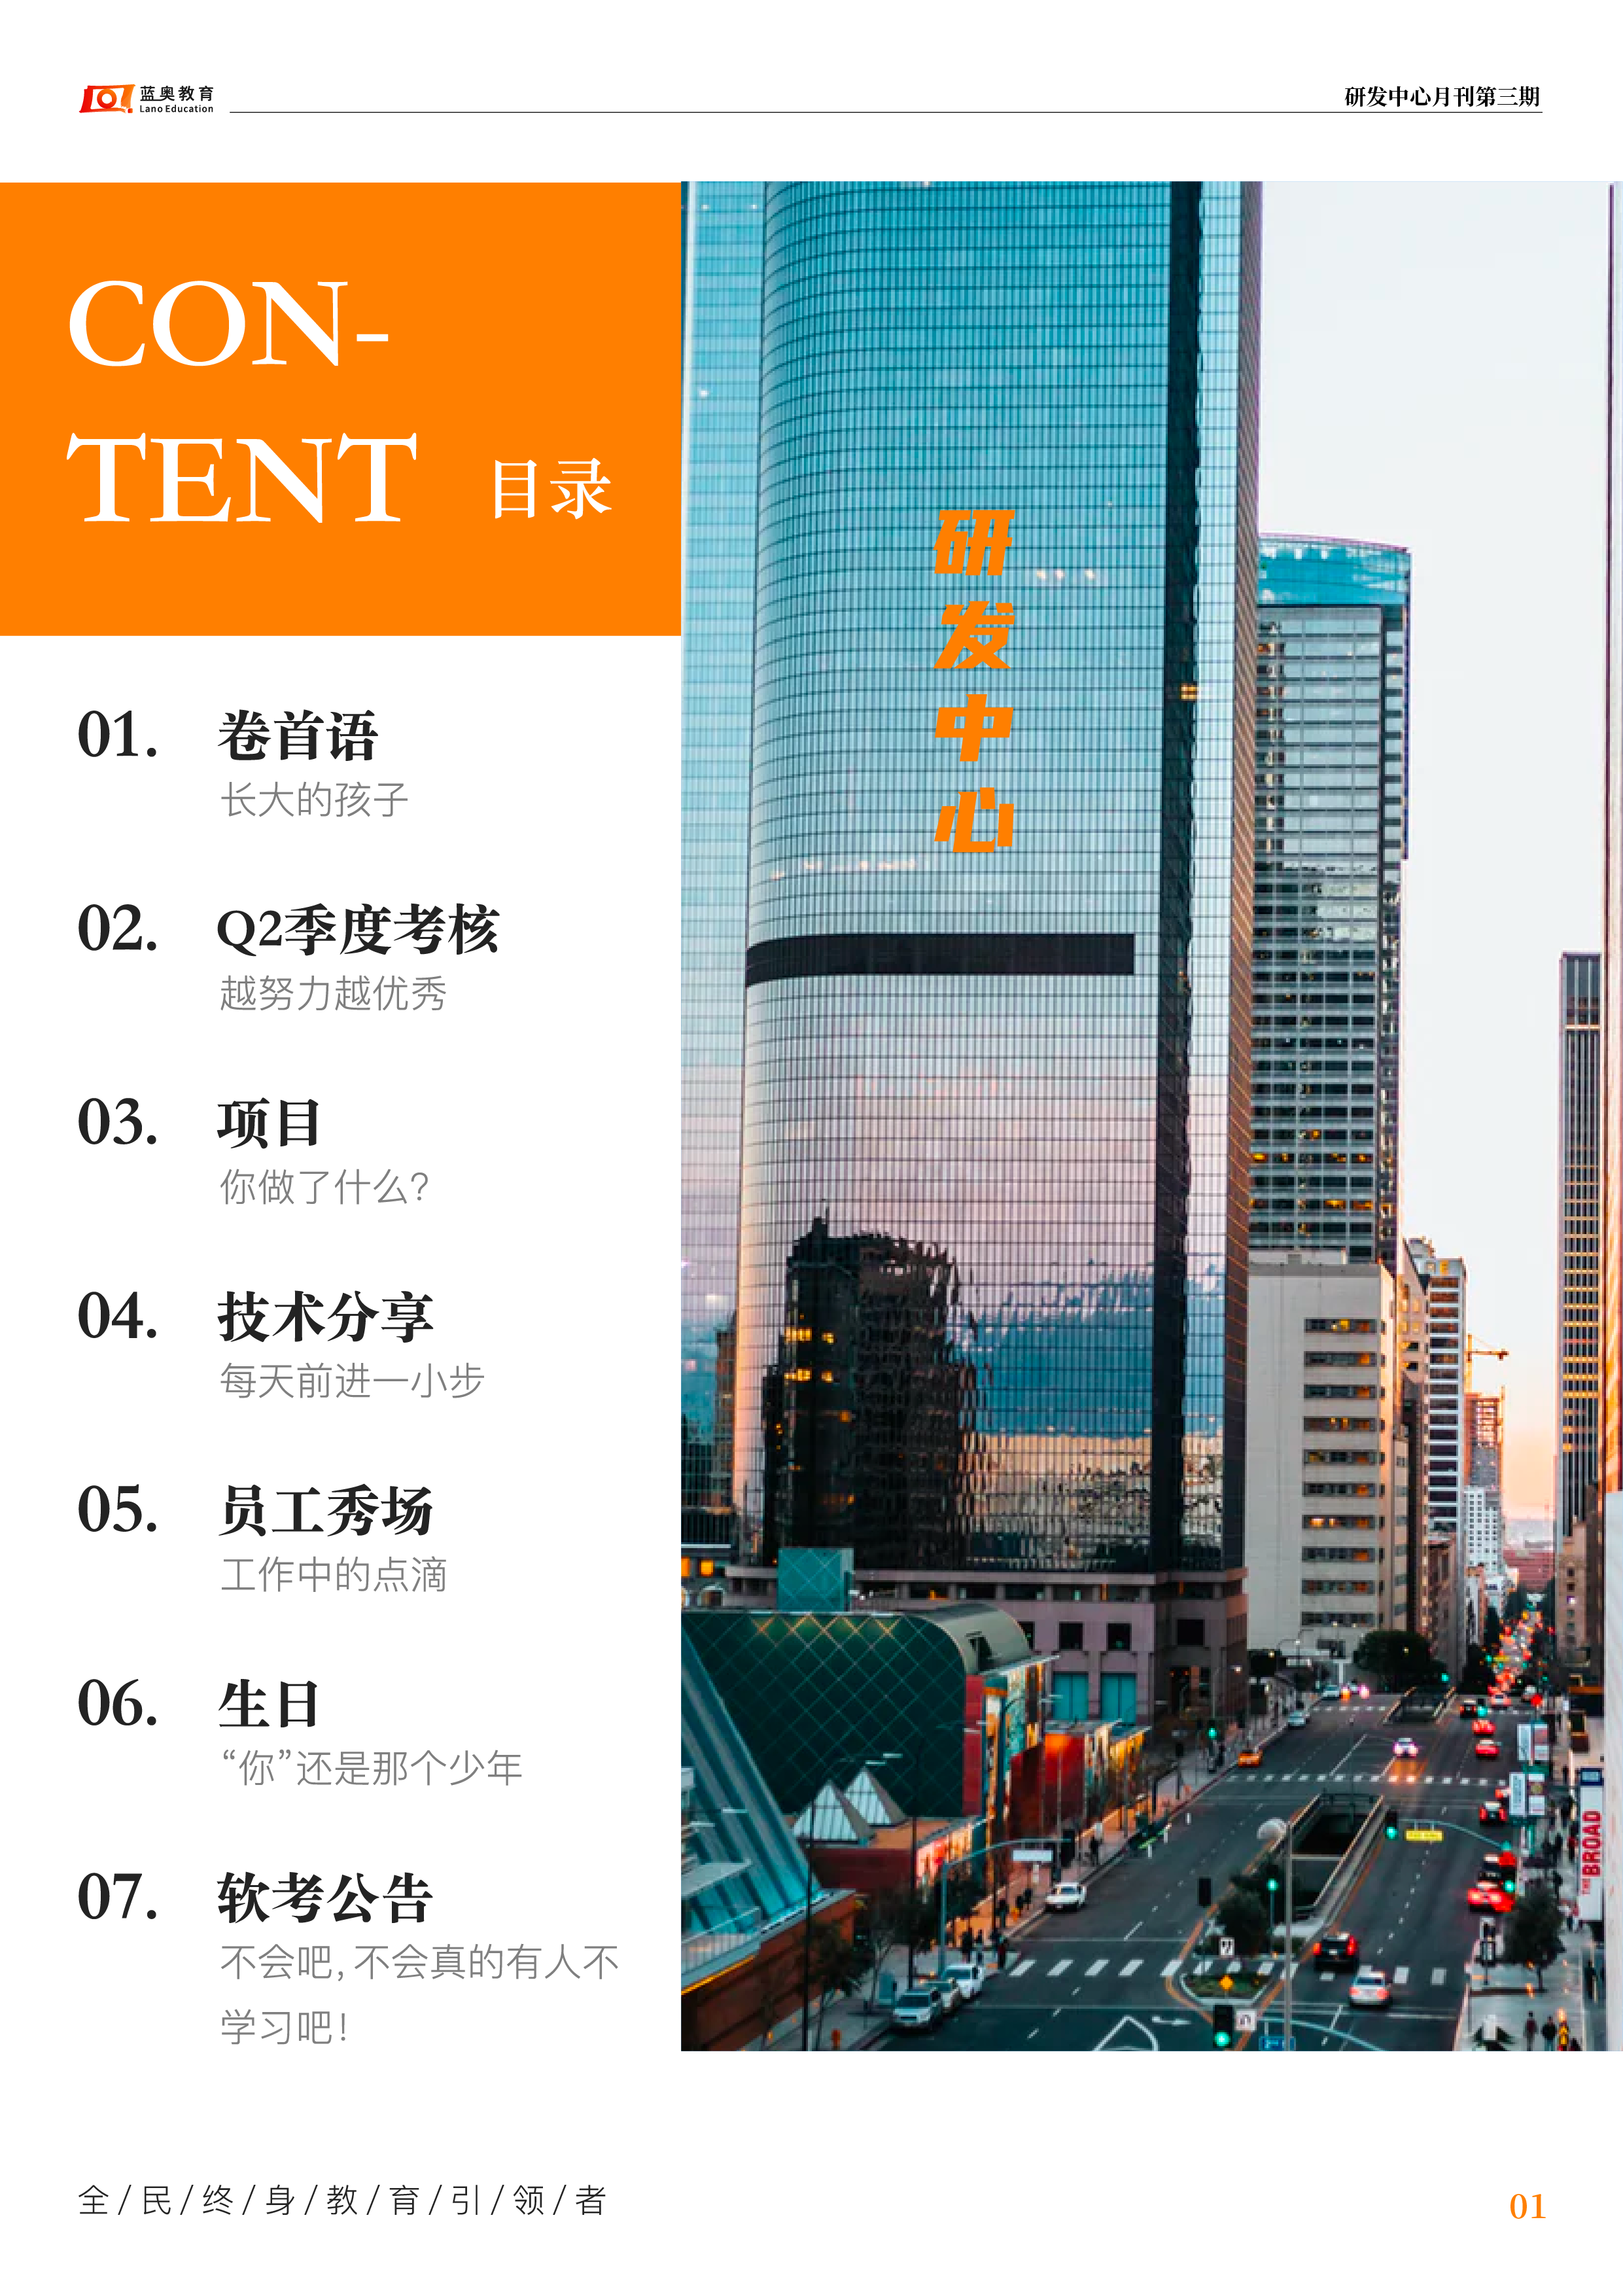 蓝奥教育
Lano Education
研发中心月刊第三期
CON-
TENT 目录
研
发
中
心
01. 卷首语
长大的孩子
02. Q2季度考核
越努力越优秀
03. 项目
你做了什么?
04. 技术分享
每天前进一小步
05. 员工秀场
工作中的点滴
06. 生日
“你”还是那个少年
07. 软考公告
不会吧,不会真的有人不
学习吧!
THE BROAD
全/民/终/身/教/育/引/领/者
01